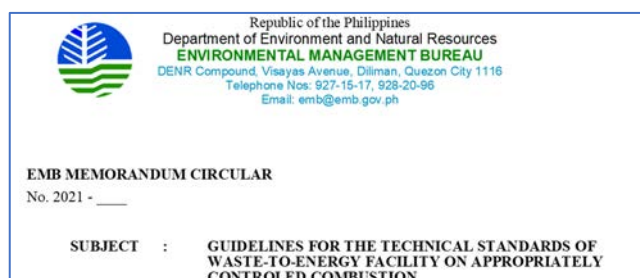 Republic of the Philippines
Department of Environment and Natural Resources
ENVIRONMENTAL MANAGEMENT BUREAU
DENR Compound, Visayas Avenue, Diliman, Quezon City 1116
Telephone Nos: 927-15-17, 928-20-96
Email: emb@emb.gov.ph
EMB MEMORANDUM CIRCULAR
No. 2021 - ____
SUBJECT : GUIDELINES FOR THE TECHNICAL STANDARDS OF
WASTE-TO-ENERGY FACILITY ON APPROPRIATELY
CONTROLED COMBUSTION